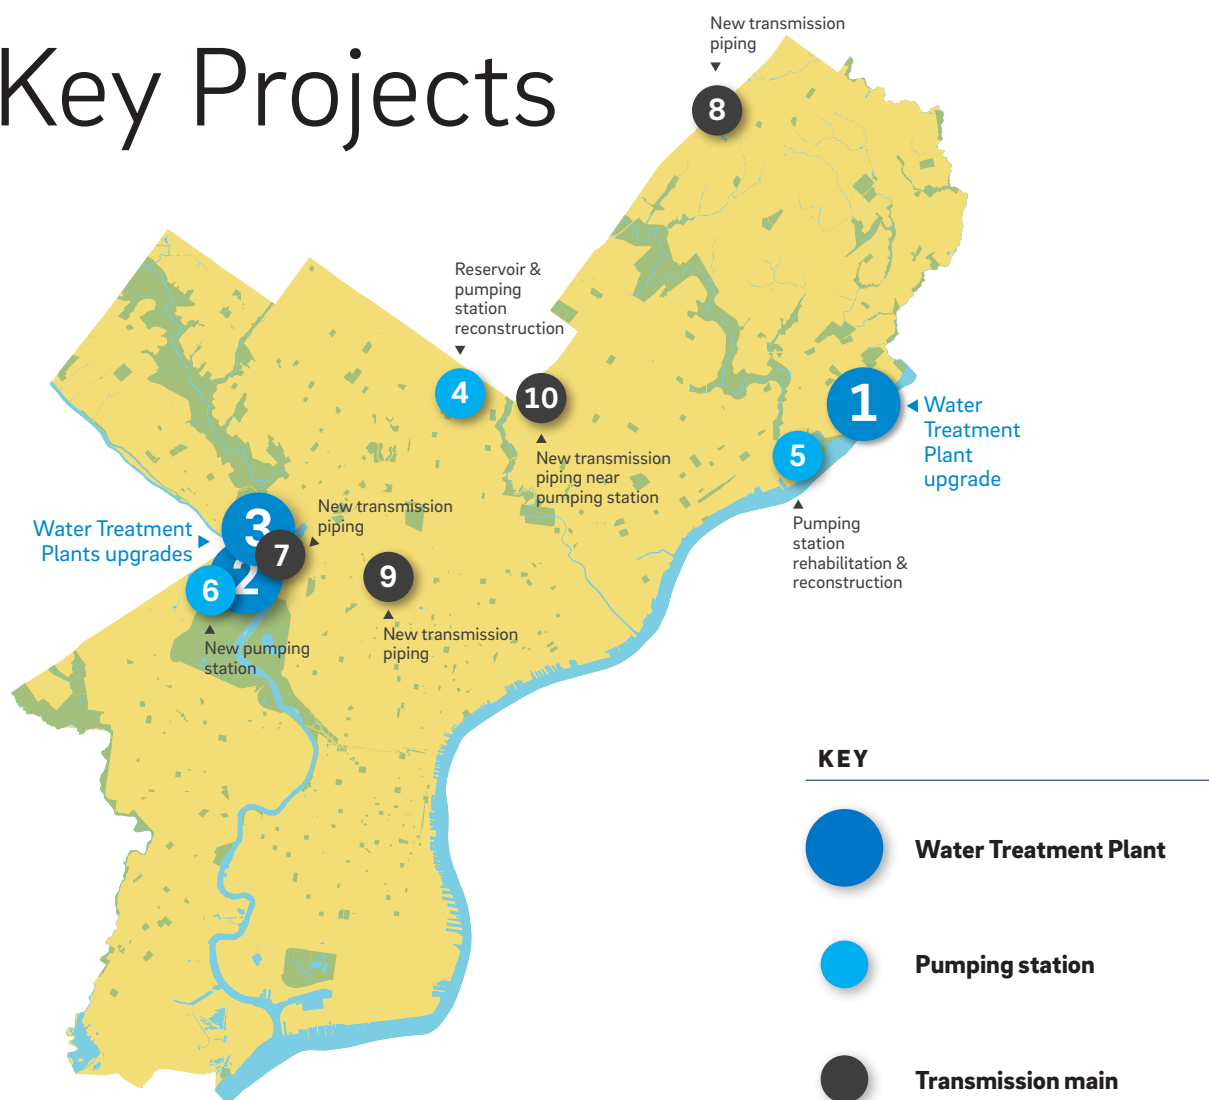 Key Projects
New transmission
piping
8
Reservoir &
pumping
station
reconstruction
4
10
New transmission
piping near
pumping station
1
Water
Treatment
Plant
upgrade
5
Pumping
station
rehabilitation &
reconstruction
Water Treatment
Plants upgrades
3
New transmission
piping
7
2
6
New pumping
station
9
New transmission
piping
KEY
Water Treatment Plant
Pumping station
Transmission main